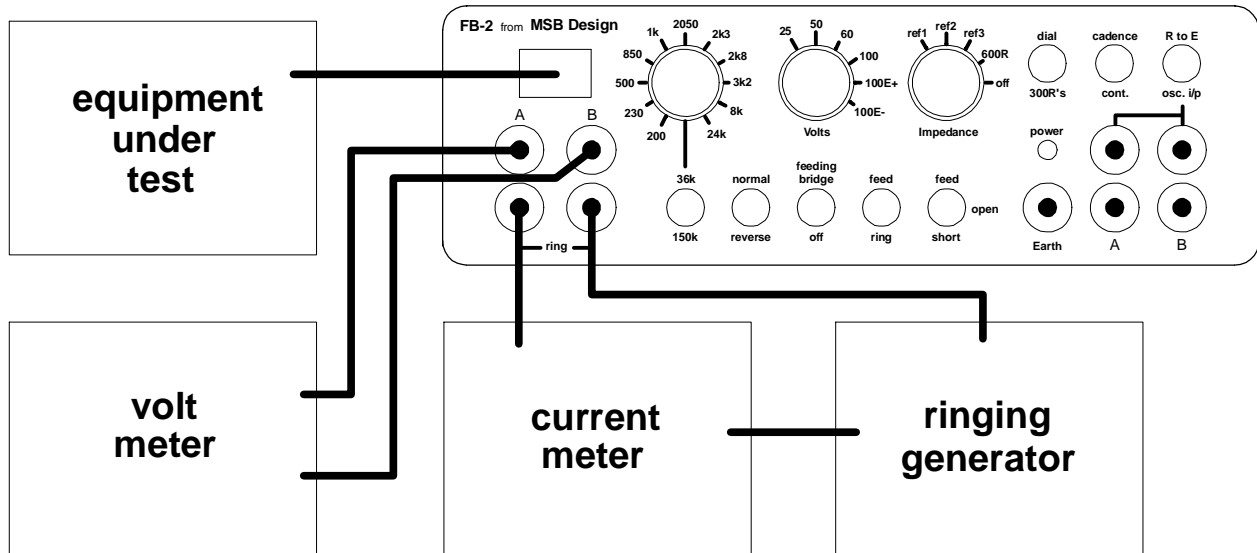 FB-2 from MSB Design
equipment
under
test
A
B
ring
200
230
500
850
1k
2050
2k3
2k8
3k2
8k
24k
36k
150k
25
50
60
100
100E+
100E-
Volts
ref1
ref2
ref3
600R
off
Impedance
dial
300R's
cadence
cont.
R to E
osc. i/p
power
normal
reverse
feeding
bridge
off
feed
ring
feed
open
short
Earth
A
B
volt
meter
current
meter
ringing
generator